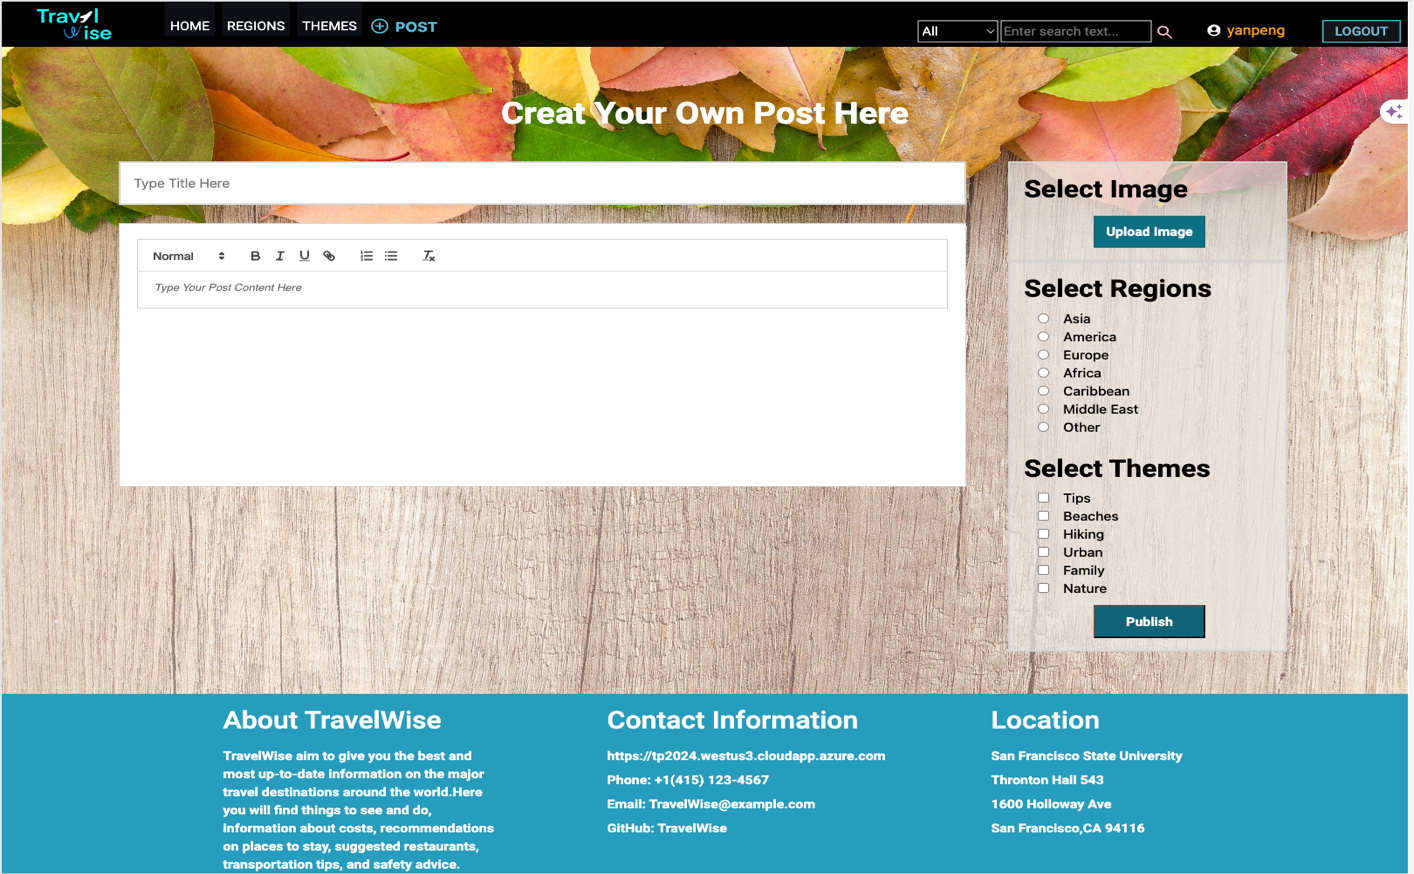 Travel
Wise
HOME
REGIONS
THEMES
POST
All
Enter search text...
yanpeng
LOGOUT
Creat Your Own Post Here
Type Title Here
Normal
B I U
Type Your Post Content Here
Select Image
Upload Image
Select Regions
Asia
America
Europe
Africa
Caribbean
Middle East
Other
Select Themes
Tips
Beaches
Hiking
Urban
Family
Nature
Publish
About TravelWise
TravelWise aim to give you the best and
most up-to-date information on the major
travel destinations around the world.Here
you will find things to see and do,
information about costs, recommendations
on places to stay, suggested restaurants,
transportation tips, and safety advice.
Contact Information
https://tp2024.westus3.cloudapp.azure.com
Phone: +1(415) 123-4567
Email: TravelWise@example.com
GitHub: TravelWise
Location
San Francisco State University
Thronton Hall 543
1600 Holloway Ave
San Francisco,CA 94116